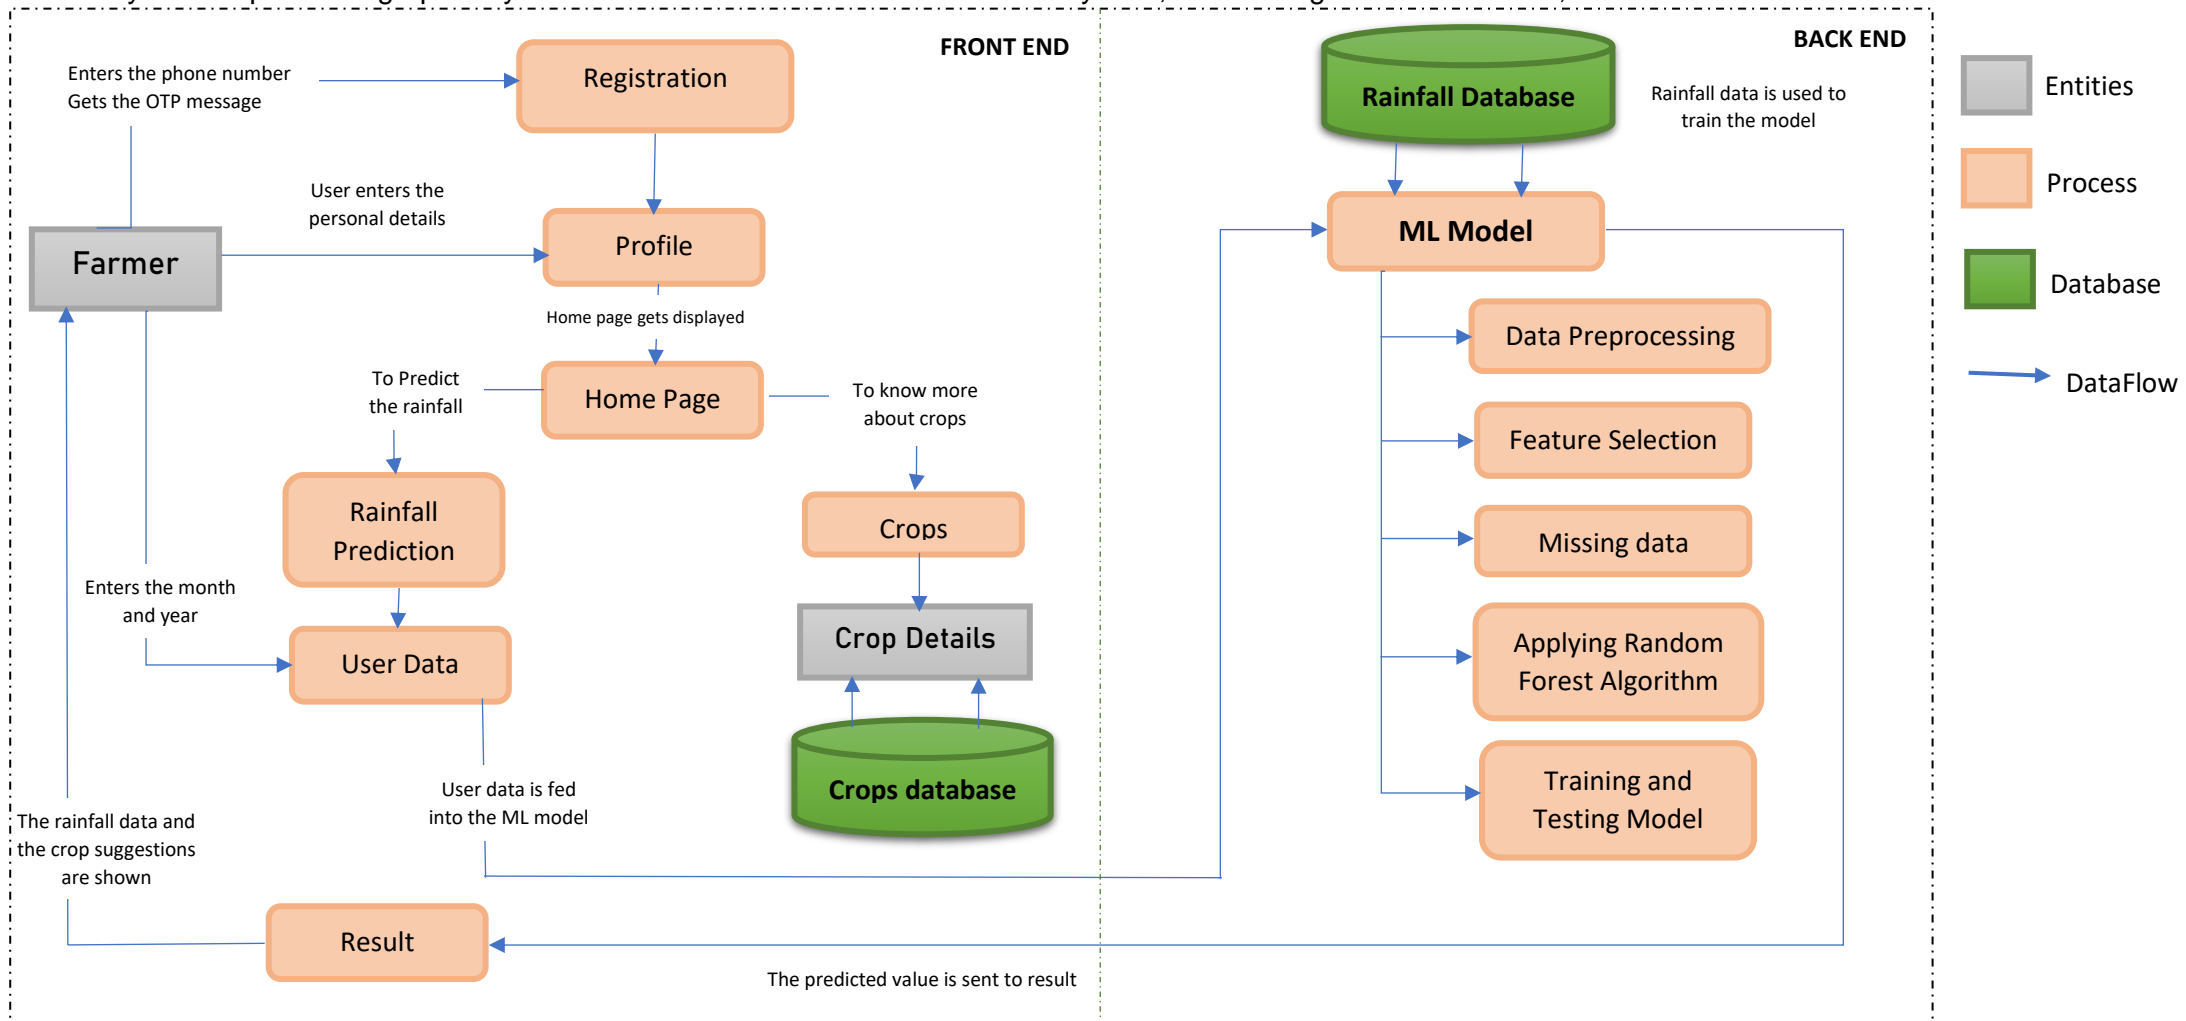 FRONT END
BACK END
Enters the phone number
Gets the OTP message
Registration
Rainfall Database
Rainfall data is used to
train the model
Entities
Process
Database
DataFlow
User enters the
personal details
Farmer
Profile
ML Model
Home page gets displayed
To Predict
the rainfall
Home Page
To know more
about crops
Data Preprocessing
Feature Selection
Missing data
Applying Random
Forest Algorithm
Training and
Testing Model
Rainfall
Prediction
Crops
Enters the month
and year
User Data
Crop Details
Crops database
User data is fed
into the ML model
The rainfall data and
the crop suggestions
are shown
Result
The predicted value is sent to result